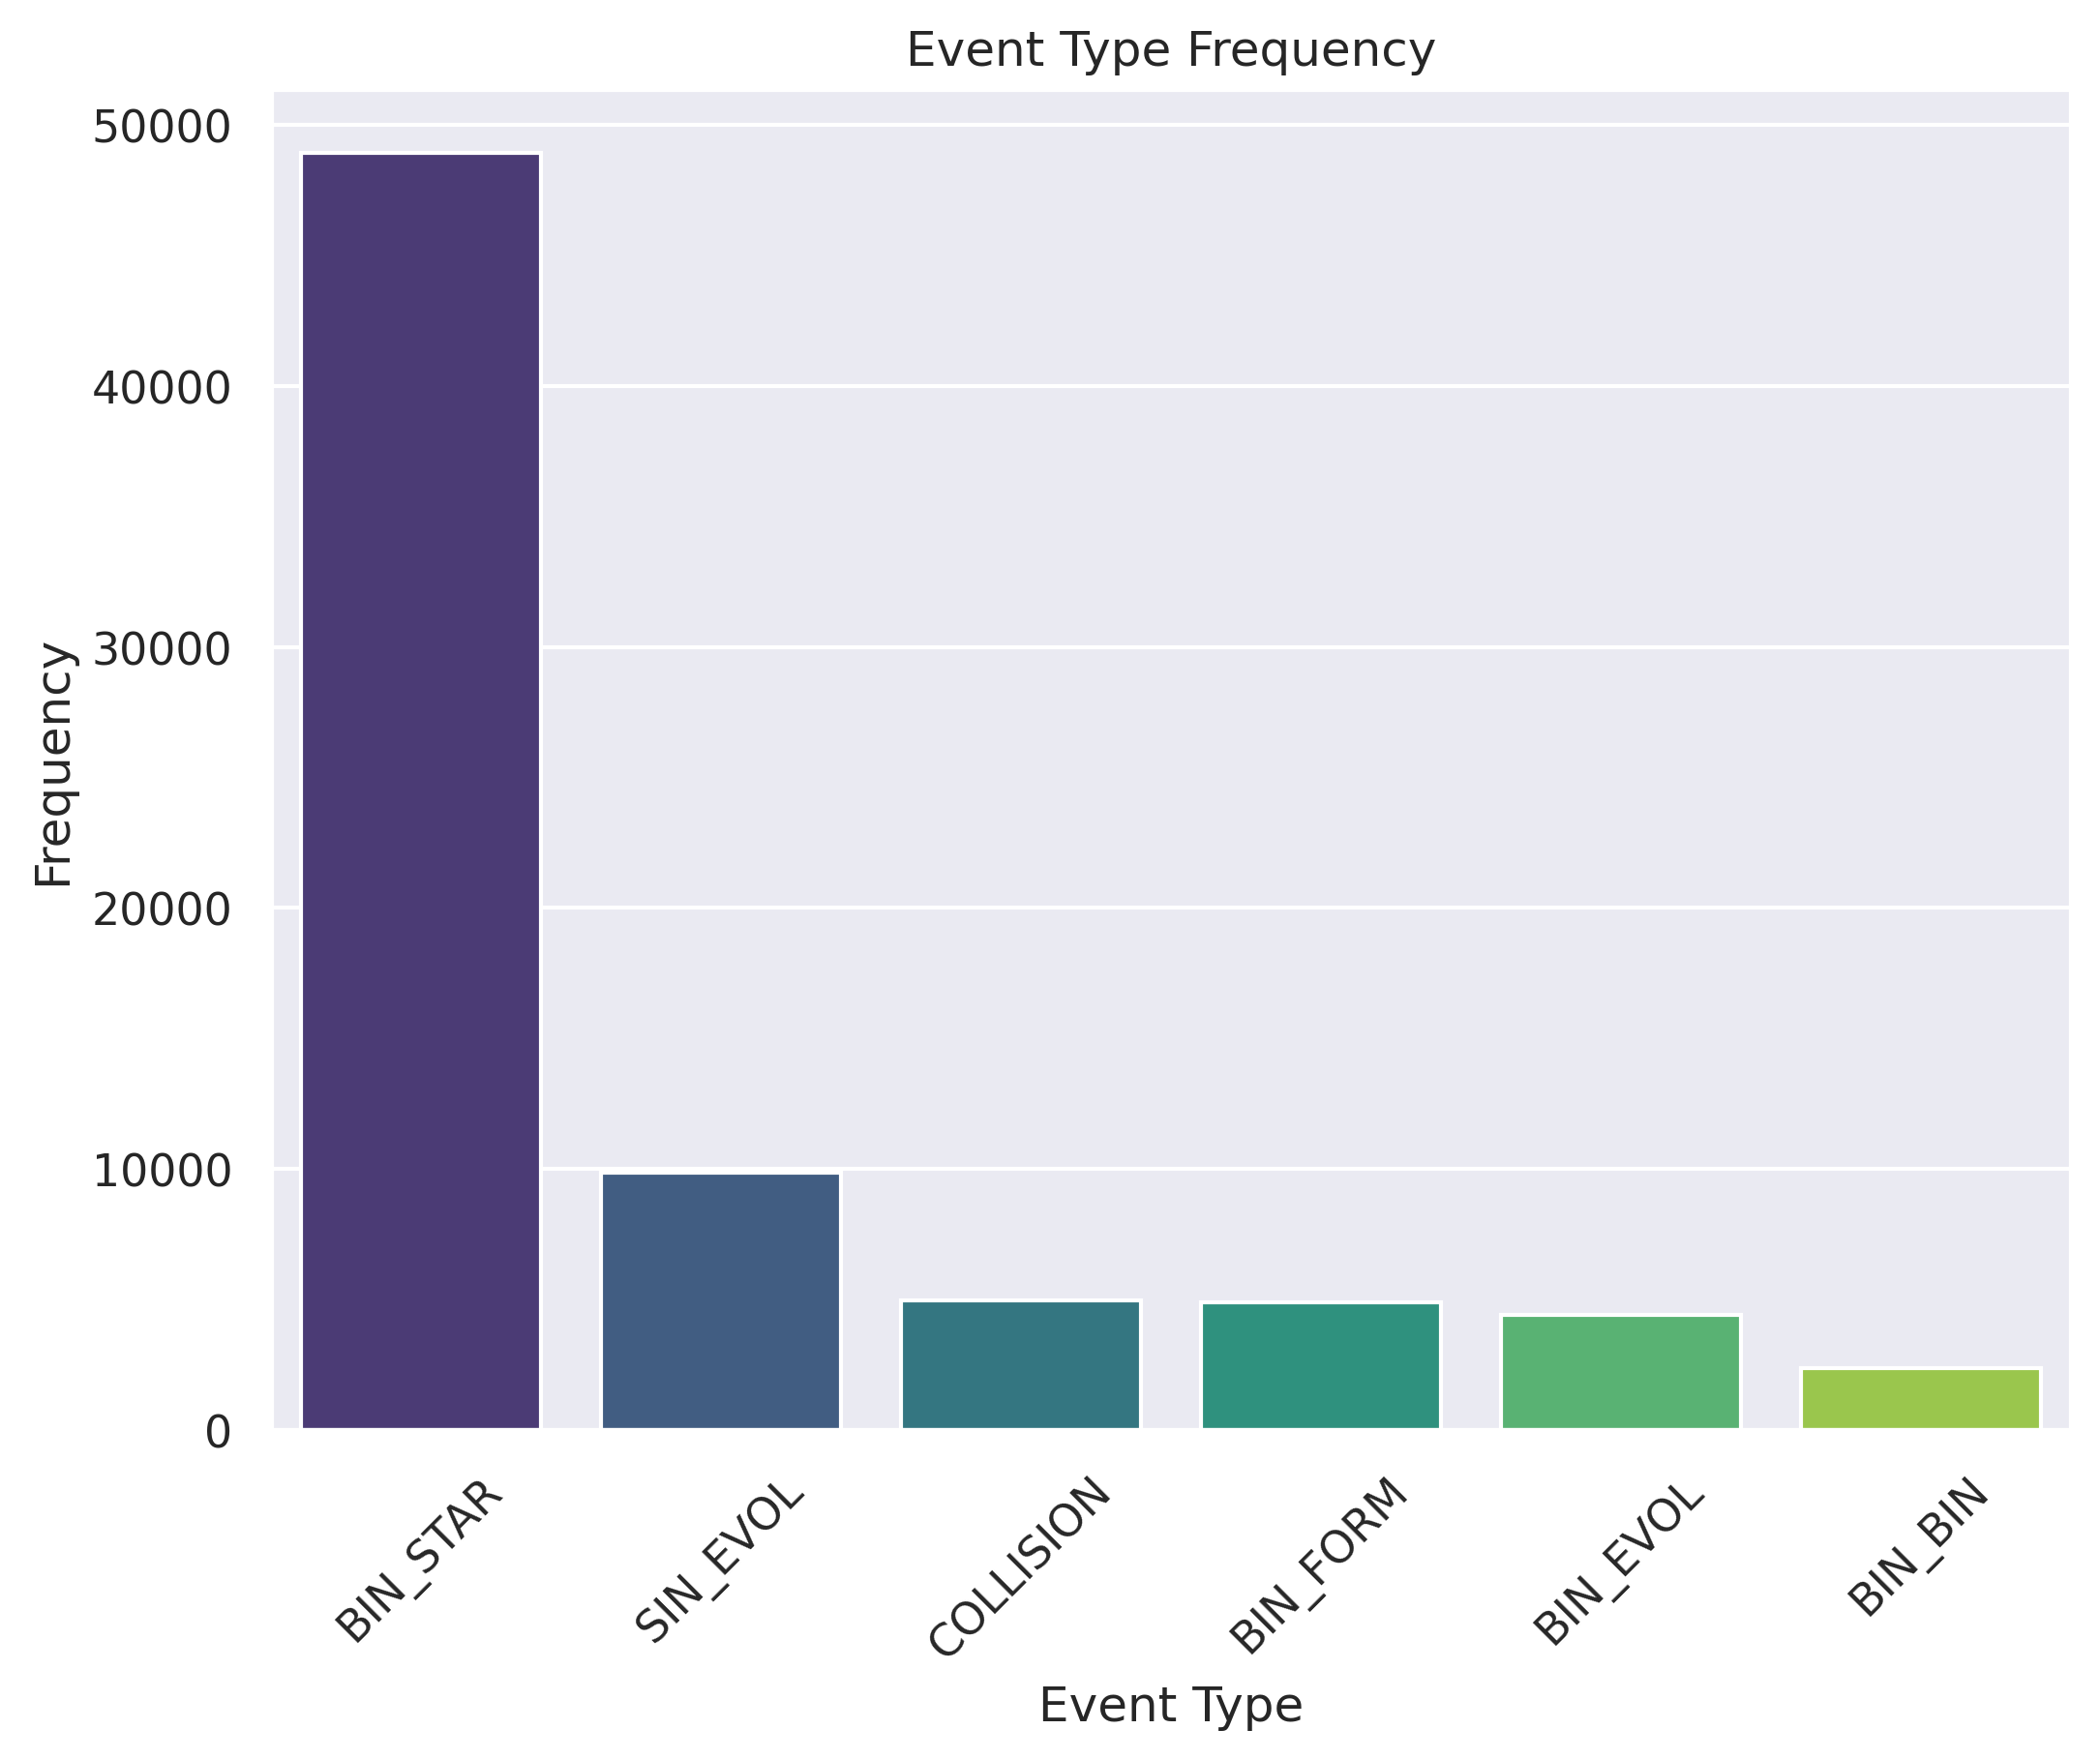 Event Type Frequency
50000
40000
30000
20000
10000
0
Frequency
BIN_STAR
SIN_EVOL
COLLISION
BIN_FORM
BIN_EVOL
BIN_BIN
Event Type